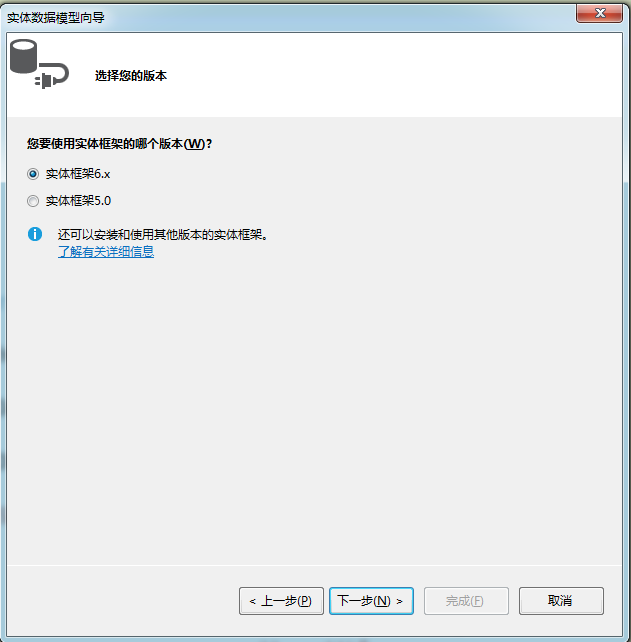 实体数据模型向导
选择您的版本
您要使用实体框架的哪个版本(W)?
实体框架6.x
实体框架5.0
还可以安装和使用其他版本的实体框架。
了解有关详细信息
< 上一步(P)
下一步(N) >
完成(F)
取消